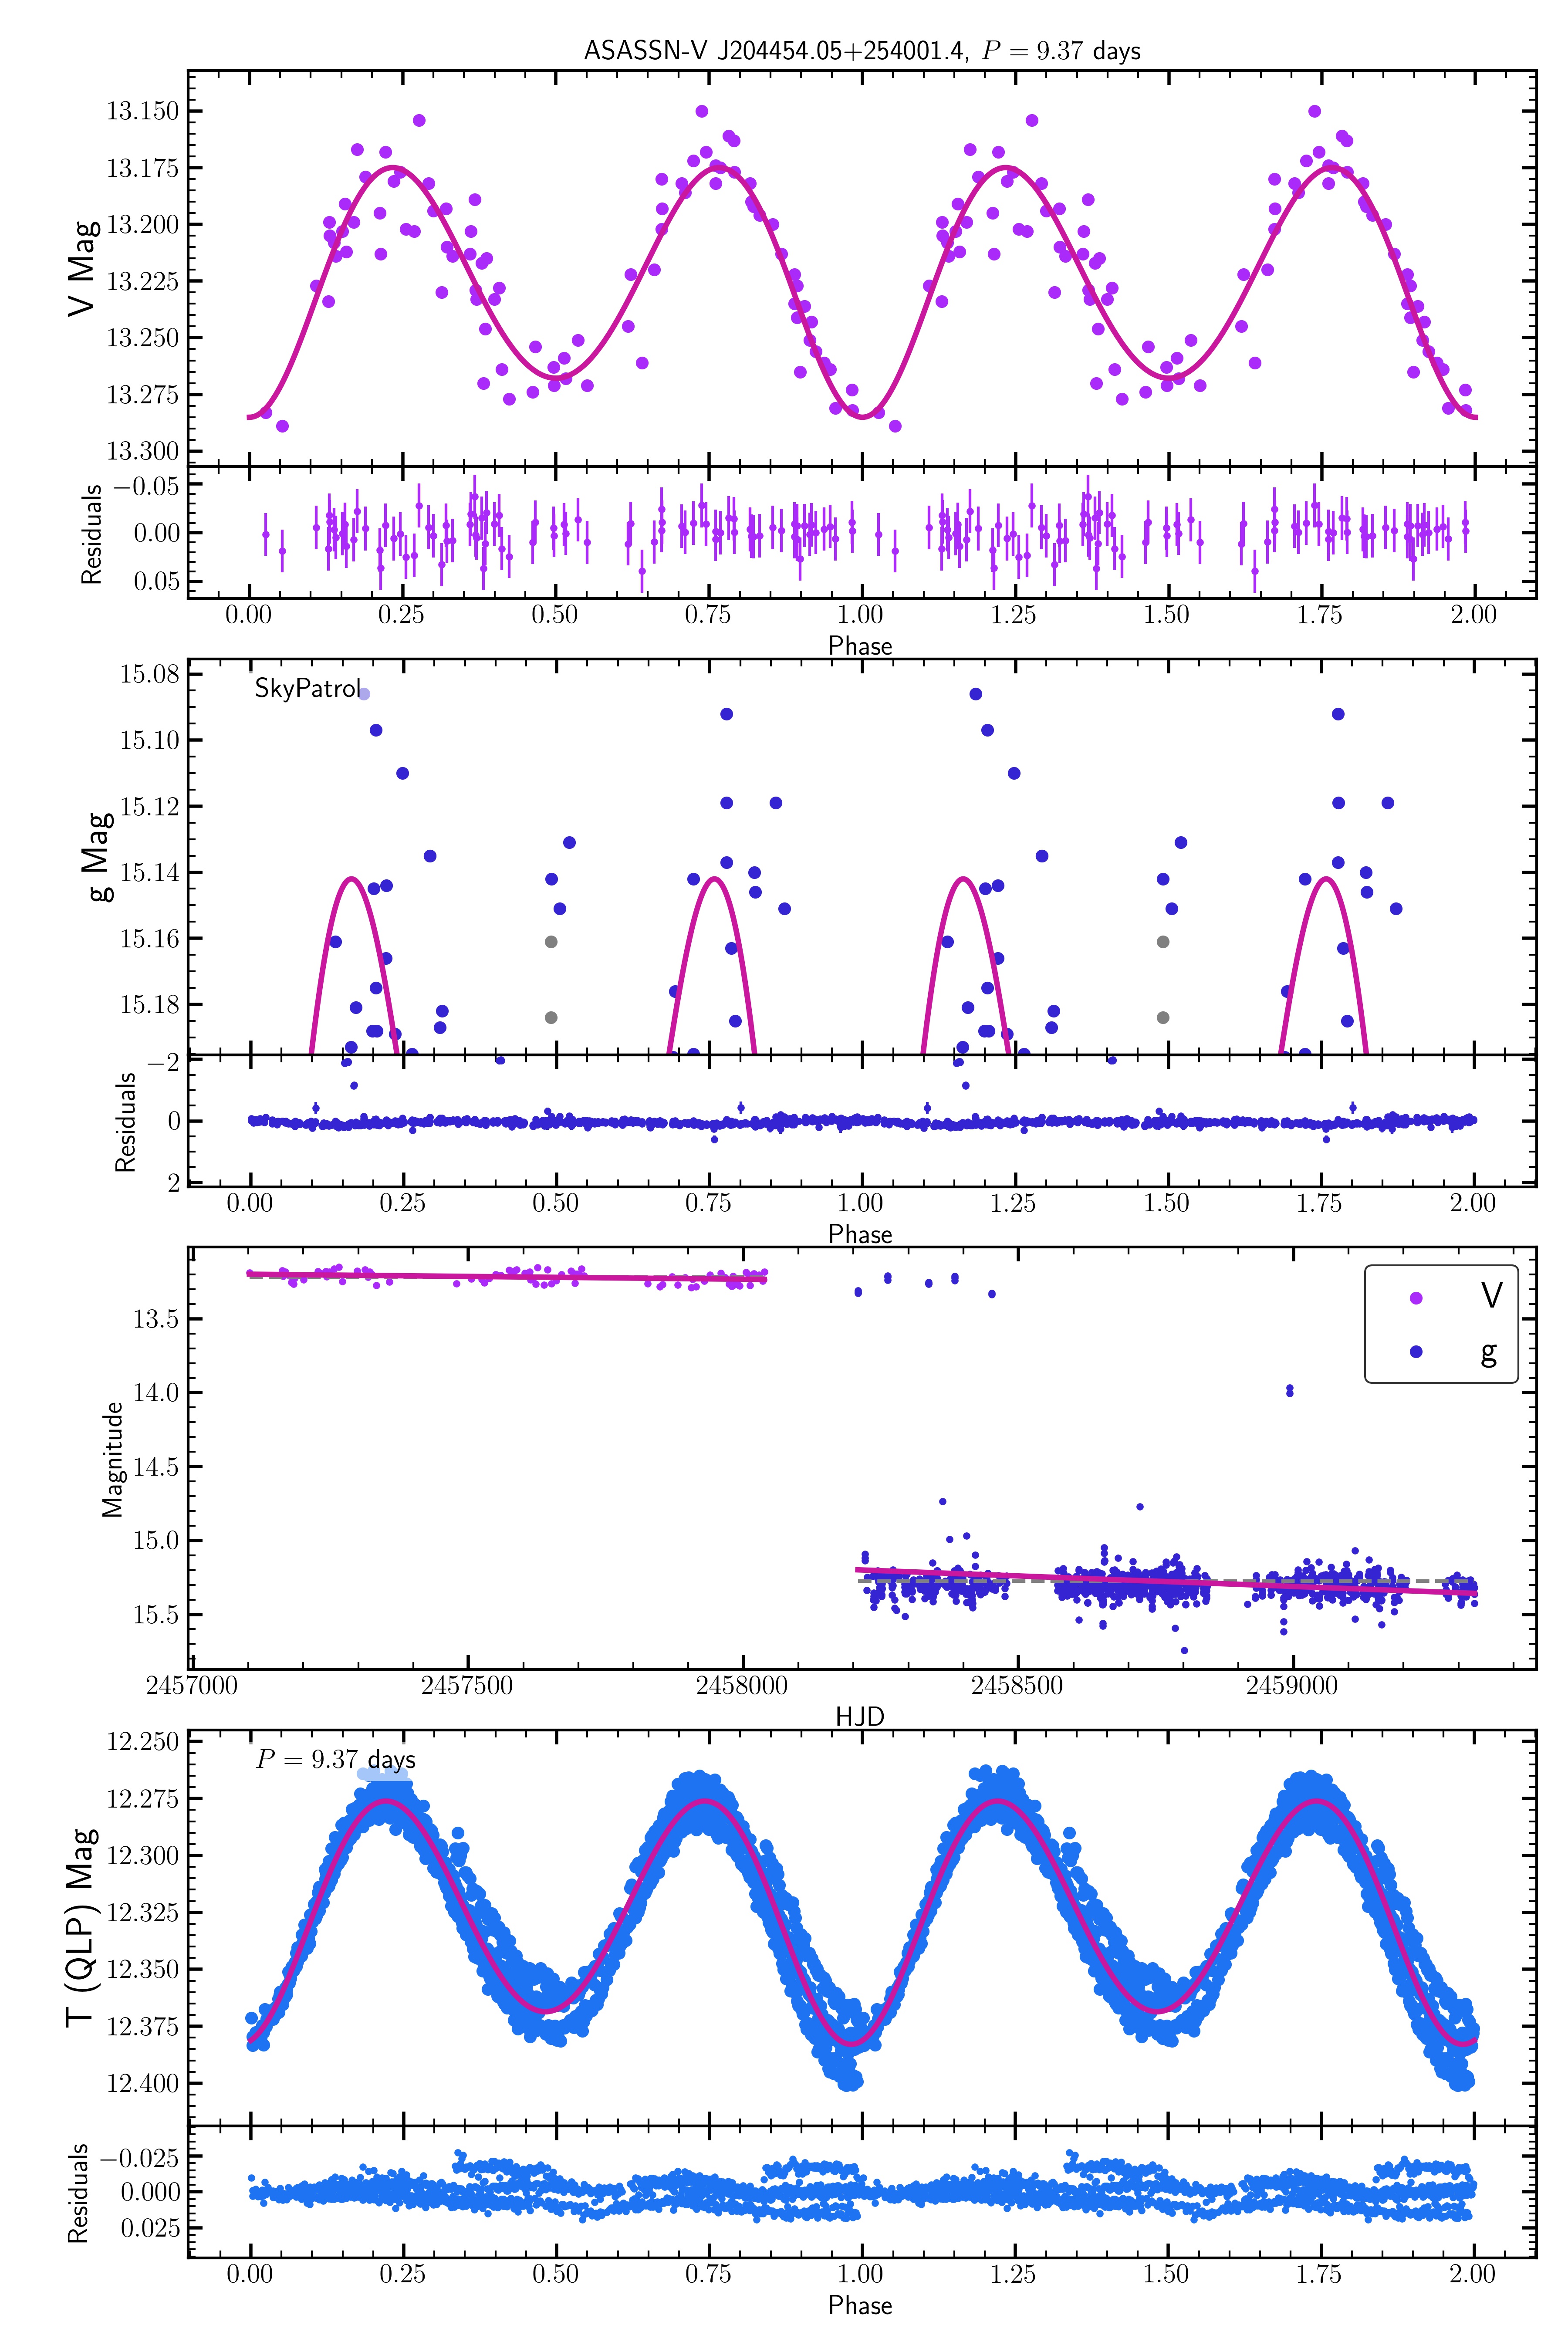 ASASSN-V J204454.05+254001.4, P = 9.37 days
V Mag
13.150
13.175
13.200
13.225
13.250
13.275
13.300
Residuals
−0.05
0.00
0.05
0.00 0.25 0.50 0.75 1.00 1.25 1.50 1.75 2.00
Phase
SkyPatrol
g Mag
15.08
15.10
15.12
15.14
15.16
15.18
Residuals
−2
0
2
0.00 0.25 0.50 0.75 1.00 1.25 1.50 1.75 2.00
Phase
V
g
Magnitude
13.5
14.0
14.5
15.0
15.5
2457000 2457500 2458000 2458500 2459000
HJD
P = 9.37 days
T (QLP) Mag
12.250
12.275
12.300
12.325
12.350
12.375
12.400
Residuals
−0.025
0.000
0.025
0.00 0.25 0.50 0.75 1.00 1.25 1.50 1.75 2.00
Phase